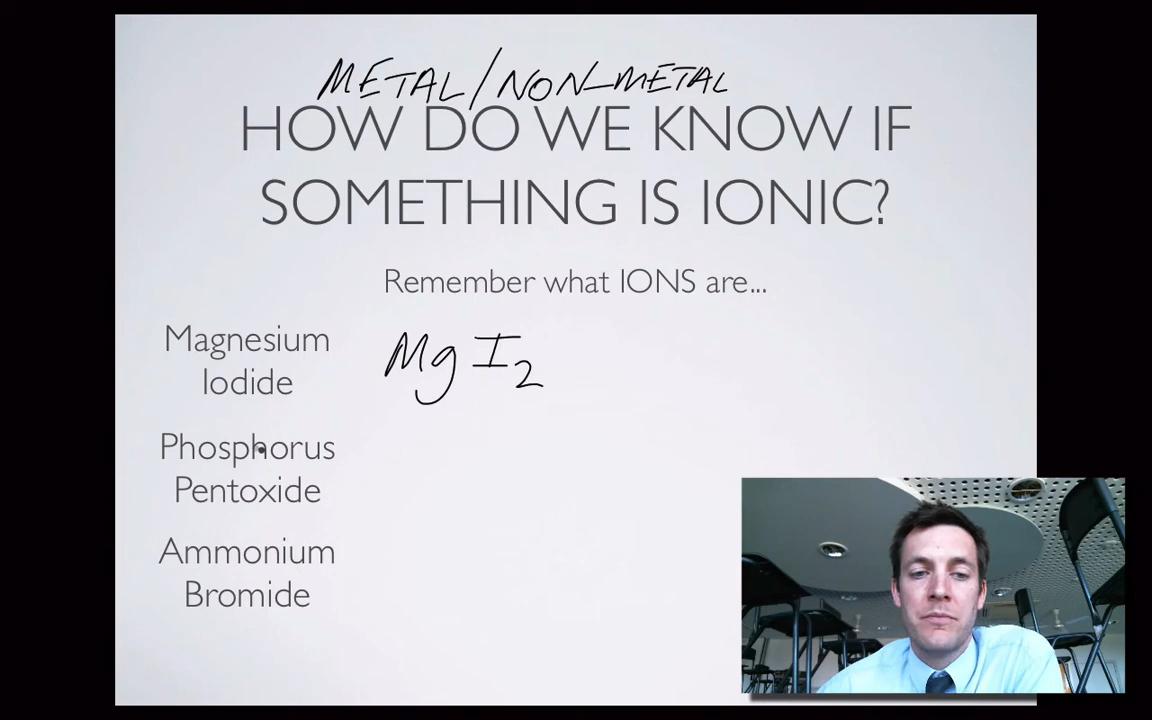 METAL/NON-METAL
HOW DO WE KNOW IF
SOMETHING IS IONIC?
Remember what IONS are...
Magnesium
Iodide
MgI2
Phosphorus
Pentoxide
Ammonium
Bromide